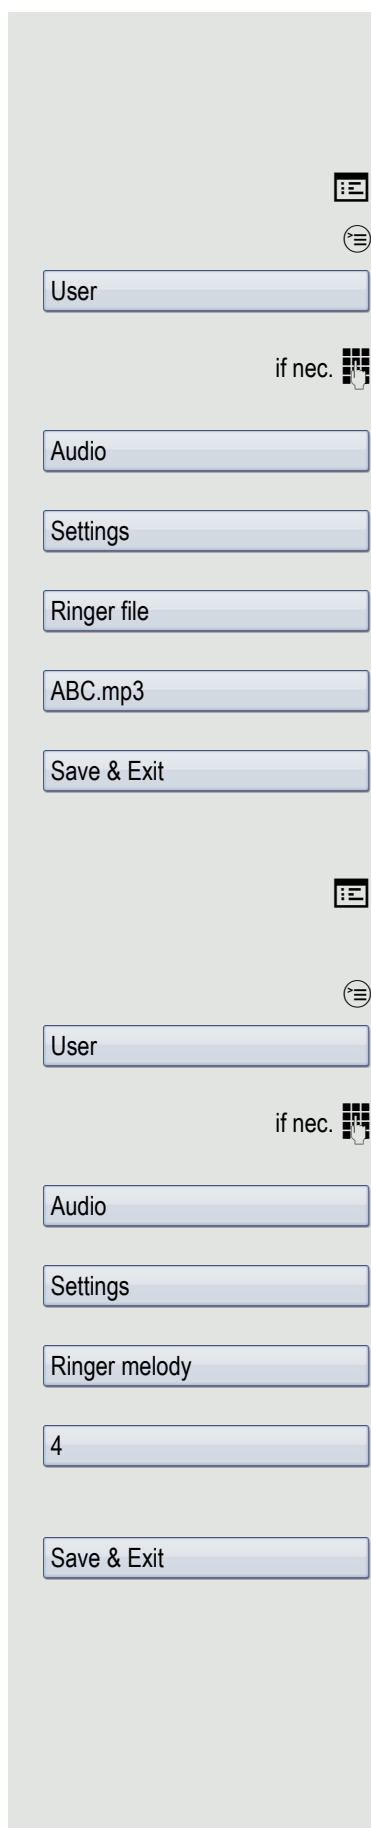 User
if nec.
Audio
Settings
Ringer file
ABC.mp3
Save & Exit
User
if nec.
Audio
Settings
Ringer melody
4
Save & Exit